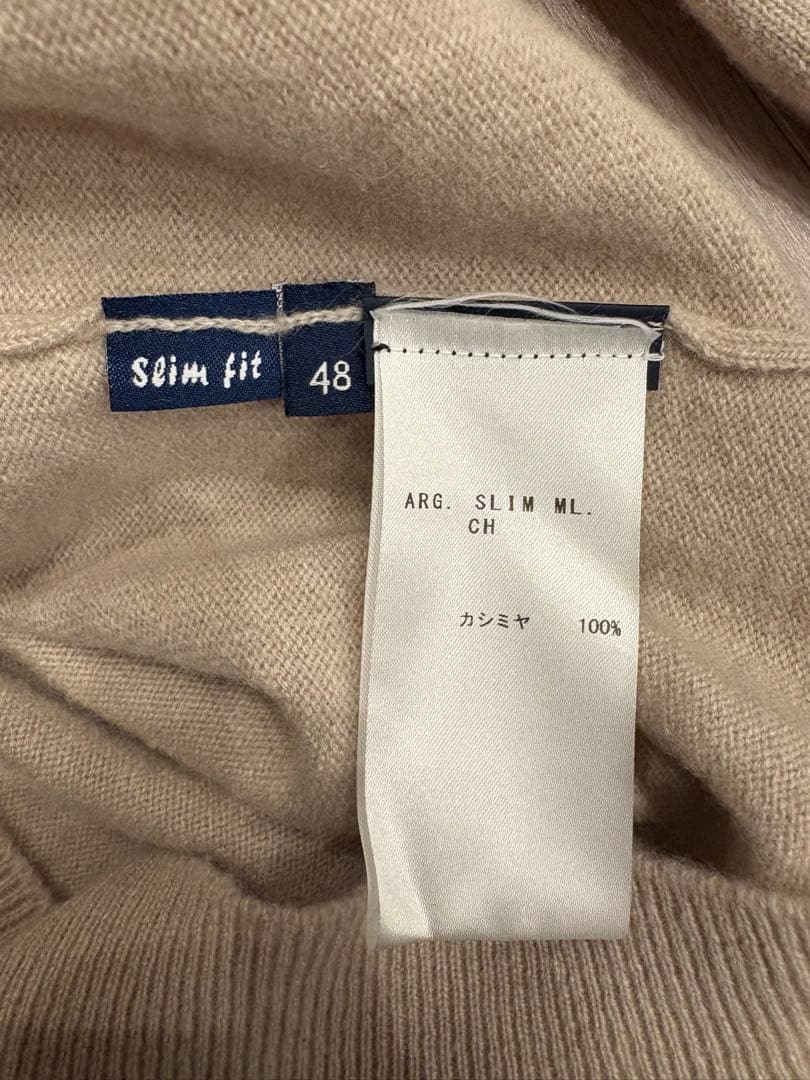 Slim fit
48
ARG. SLIM ML.
CH
カシミヤ 100%